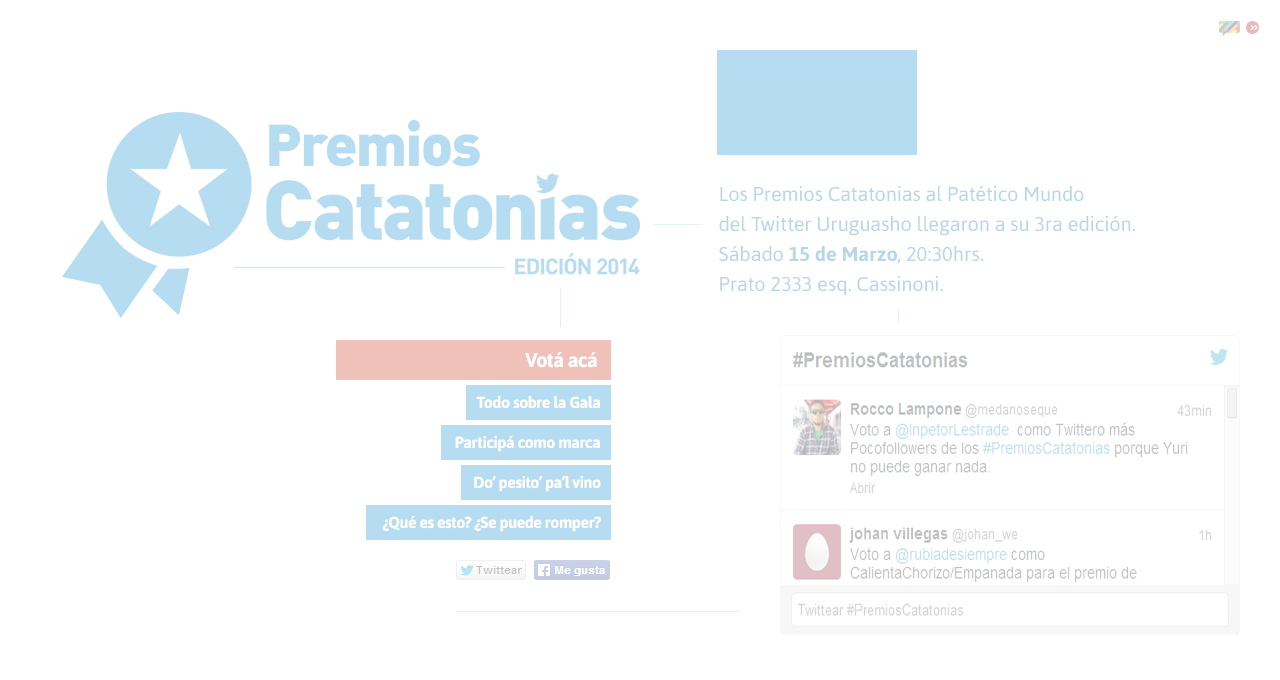 Premios
Catatonías
EDICIÓN 2014
Los Premios Catatonias al Patético Mundo
del Twitter Uruguasho llegaron a su 3ra edición.
Sábado 15 de Marzo, 20:30hrs.
Prato 2333 esq. Cassinoni.
Votá acá
Todo sobre la Gala
Participá como marca
Do' pesito' pa'l vino
¿Qué es esto? ¿Se puede romper?
Twittear
Me gusta
#PremiosCatatonias
Rocco Lampone @medanoseque 43min
Voto a @InpetorLestrade como Twittero más
Pocofollowers de los #PremiosCatatonias porque Yuri
no puede ganar nada.
Abrir
johan villegas @johan_we 1h
Voto a @rubiadesiempre como
CalientaChorizo/Empanada para el premio de
Twittear #PremiosCatatonias